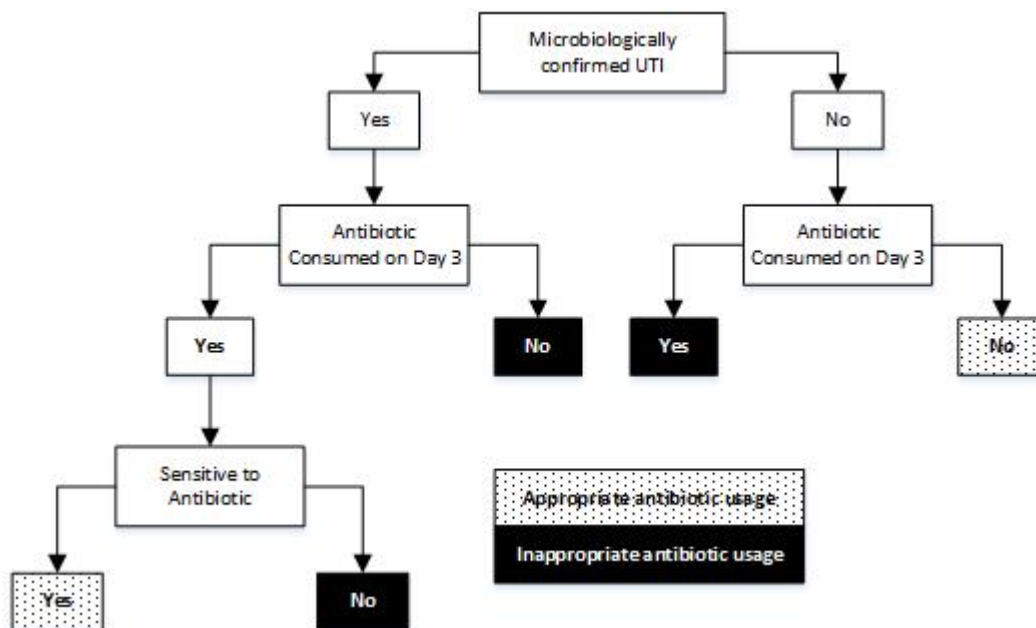 Microbiologically
confirmed UTI
Yes
No
Antibiotic
Consumed on Day 3
Antibiotic
Consumed on Day 3
Yes
No
Yes
No
Sensitive to
Antibiotic
Appropriate antibiotic usage
Inappropriate antibiotic usage
Yes
No